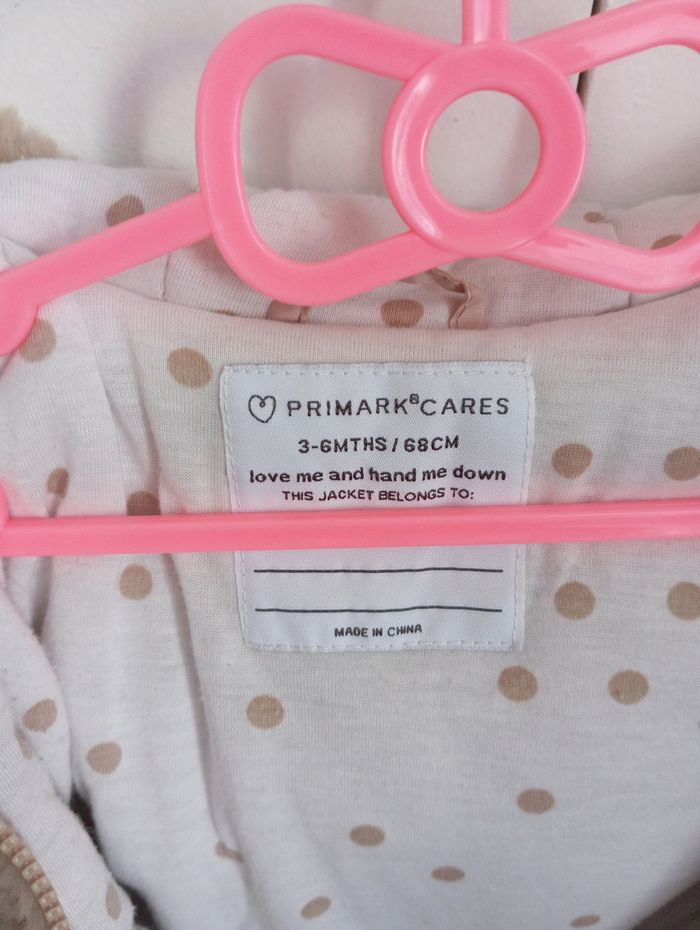 PRIMARK® CARES
3-6MTHS / 68CM
love me and hand me down
THIS JACKET BELONGS TO:
MADE IN CHINA